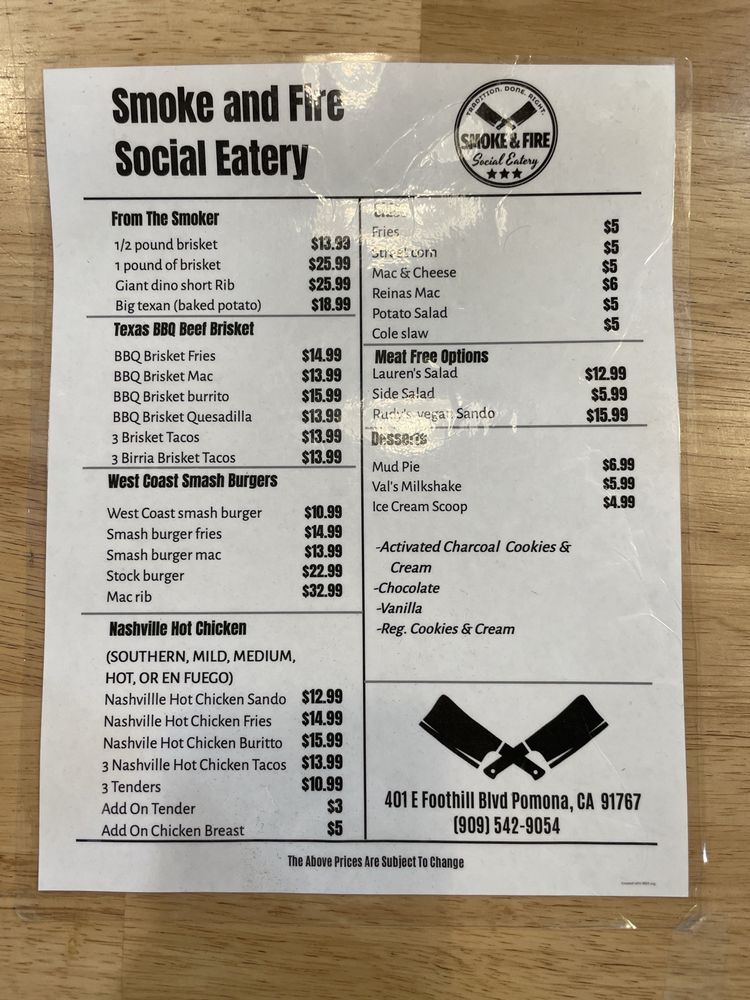 Smoke and Fire
Social Eatery
TRADITION. DONE. RIGHT.
SMOKE & FIRE
Social Eatery
From The Smoker
1/2 pound brisket $13.99
1 pound of brisket $25.99
Giant dino short Rib $25.99
Big texan (baked potato) $18.99
Texas BBQ Beef Brisket
BBQ Brisket Fries $14.99
BBQ Brisket Mac $13.99
BBQ Brisket burrito $15.99
BBQ Brisket Quesadilla $13.99
3 Brisket Tacos $13.99
3 Birria Brisket Tacos $13.99
West Coast Smash Burgers
West Coast smash burger $10.99
Smash burger fries $14.99
Smash burger mac $13.99
Stock burger $22.99
Mac rib $32.99
Nashville Hot Chicken
(SOUTHERN, MILD, MEDIUM,
HOT, OR EN FUEGO)
Nashvillle Hot Chicken Sando $12.99
Nashville Hot Chicken Fries $14.99
Nashvile Hot Chicken Buritto $15.99
3 Nashville Hot Chicken Tacos $13.99
3 Tenders $10.99
Add On Tender $3
Add On Chicken Breast $5
Fries $5
Street corn $5
Mac & Cheese $5
Reinas Mac $6
Potato Salad $5
Cole slaw $5
Meat Free Options
Lauren's Salad $12.99
Side Salad $5.99
Rudy's vegan Sando $15.99
Desserts
Mud Pie $6.99
Val's Milkshake $5.99
Ice Cream Scoop $4.99
-Activated Charcoal Cookies &
Cream
-Chocolate
-Vanilla
-Reg. Cookies & Cream
401 E Foothill Blvd Pomona, CA 91767
(909) 542-9054
The Above Prices Are Subject To Change